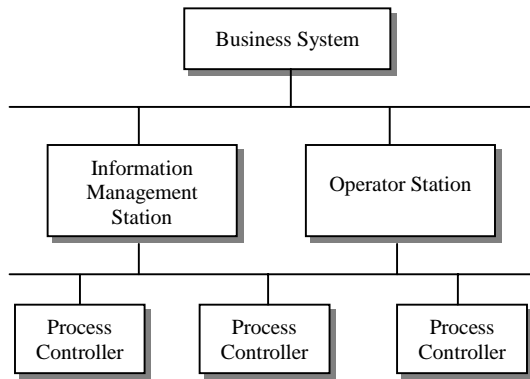 Business System
Information
Management
Station
Operator Station
Process
Controller
Process
Controller
Process
Controller